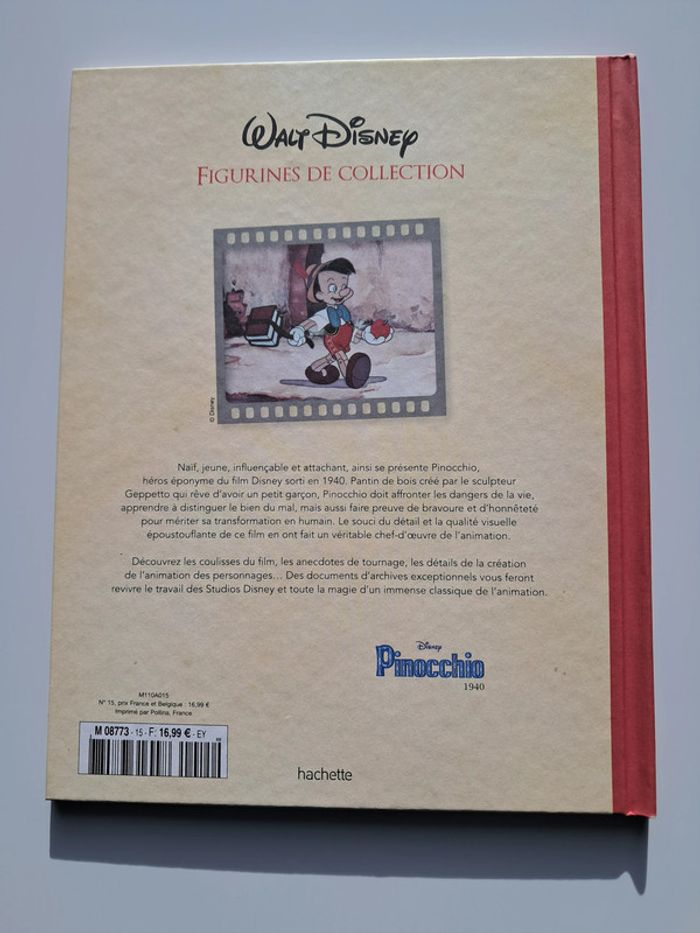 Walt Disney
Figurines de collection
© Disney
Naïf, jeune, influençable et attachant, ainsi se présente Pinocchio,
héros éponyme du film Disney sorti en 1940. Pantin de bois créé par le sculpteur
Geppetto qui rêve d'avoir un petit garçon, Pinocchio doit affronter les dangers de la vie,
apprendre à distinguer le bien du mal, mais aussi faire preuve de bravoure et d'honnêteté
pour mériter sa transformation en humain. Le souci du détail et la qualité visuelle
époustouflante de ce film en ont fait un véritable chef-d'œuvre de l'animation.
Découvrez les coulisses du film, les anecdotes de tournage, les détails de la création
de l'animation des personnages… Des documents d'archives exceptionnels vous feront
revivre le travail des Studios Disney et toute la magie d'un immense classique de l'animation.
Disney
Pinocchio
1940
M110A015
N° 15, prix France et Belgique : 16,99 €
Imprimé par Pollina, France.
M 08773 - 15 - F: 16,99 € - EY
hachette